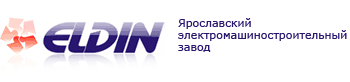 ELDIN
Ярославский
электромашиностроительный
завод